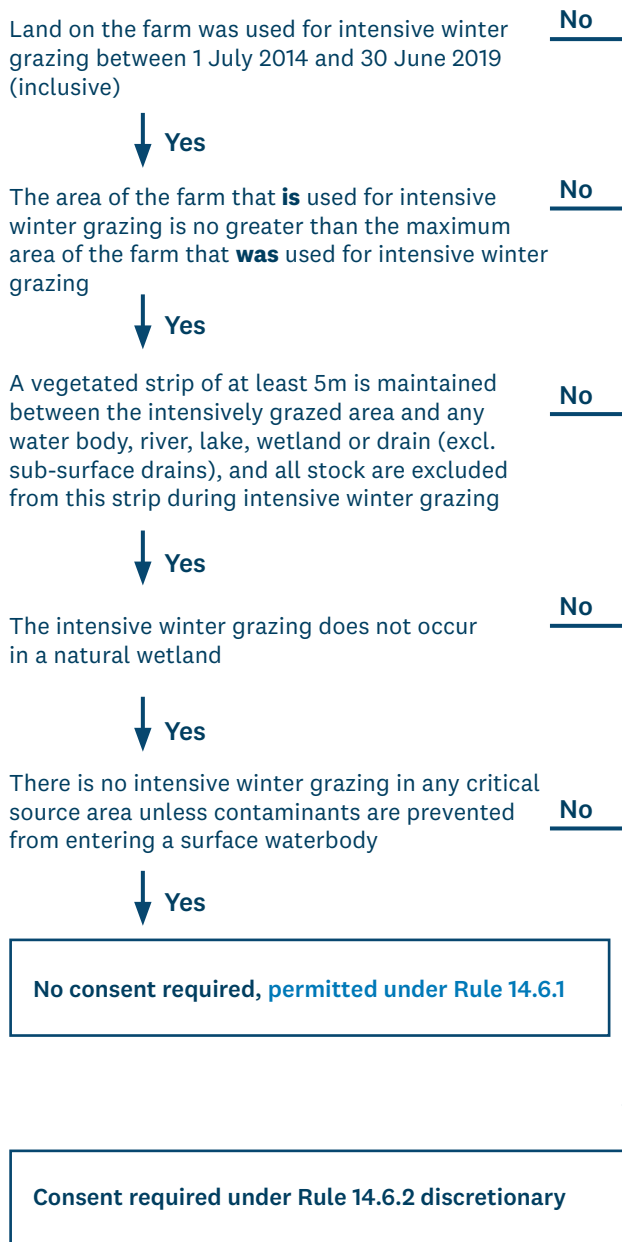 Land on the farm was used for intensive winter
grazing between 1 July 2014 and 30 June 2019
(inclusive)
No
Yes
The area of the farm that is used for intensive
winter grazing is no greater than the maximum
area of the farm that was used for intensive winter
grazing
No
Yes
A vegetated strip of at least 5m is maintained
between the intensively grazed area and any
water body, river, lake, wetland or drain (excl.
sub-surface drains), and all stock are excluded
from this strip during intensive winter grazing
No
Yes
The intensive winter grazing does not occur
in a natural wetland
No
Yes
There is no intensive winter grazing in any critical
source area unless contaminants are prevented
from entering a surface waterbody
No
Yes
No consent required, permitted under Rule 14.6.1
Consent required under Rule 14.6.2 discretionary